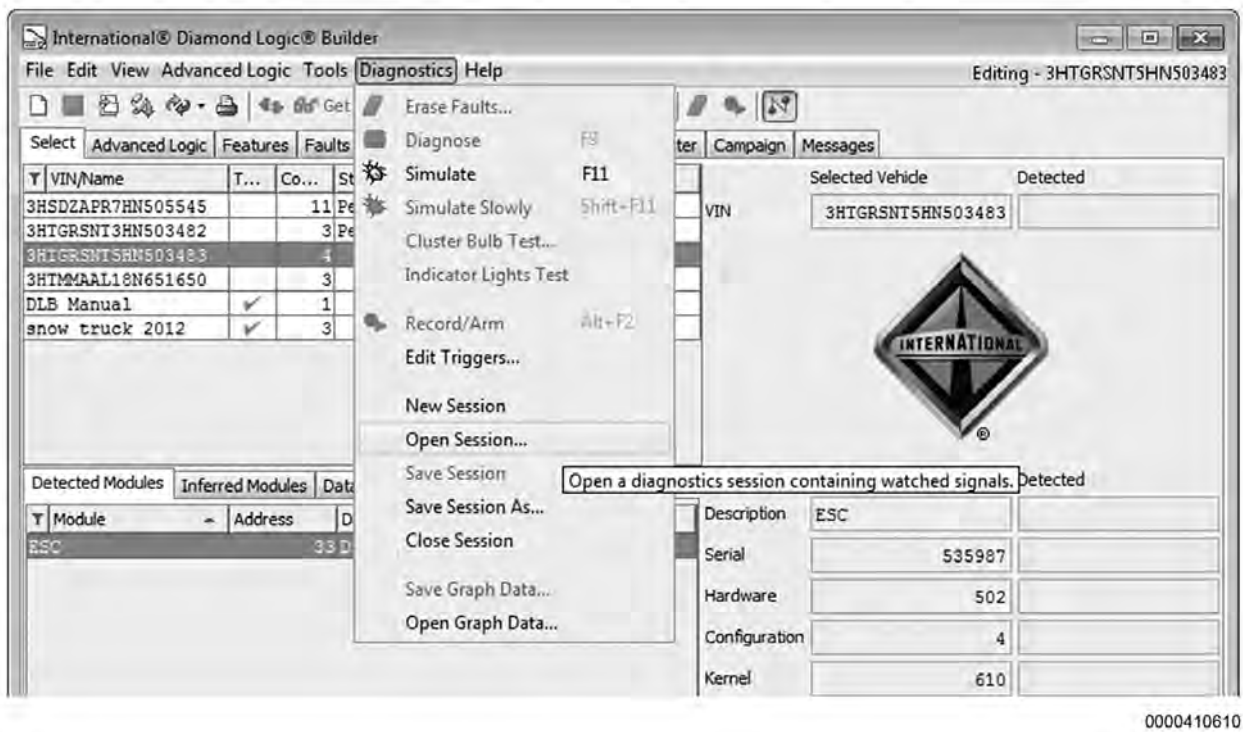 International® Diamond Logic® Builder
File Edit View Advanced Logic Tools Diagnostics Help
Editing - 3HTGRSNT5HN503483
Get
Select Advanced Logic Features Faults
ter Campaign Messages
Erase Faults...
Diagnose F9
Simulate F11
Simulate Slowly Shift+F11
Cluster Bulb Test...
Indicator Lights Test
Record/Arm Alt+F2
Edit Triggers...
New Session
Open Session...
Save Session
Save Session As...
Close Session
Save Graph Data...
Open Graph Data...
Open a diagnostics session containing watched signals.
VIN/Name T... Co... St
3HSDZAPR7HN505545 11 Pe
3HTGRSNT3HN503482 3 Pe
3HTGRSNT5HN503483 4
3HTMMAAL18N651650 3
DLB Manual ✓ 1
snow truck 2012 ✓ 3
Selected Vehicle Detected
VIN 3HTGRSNT5HN503483
INTERNATIONAL
®
Detected Modules Inferred Modules Data
Module Address D
ESC 33 D
Detected
Description ESC
Serial 535987
Hardware 502
Configuration 4
Kernel 610
0000410610